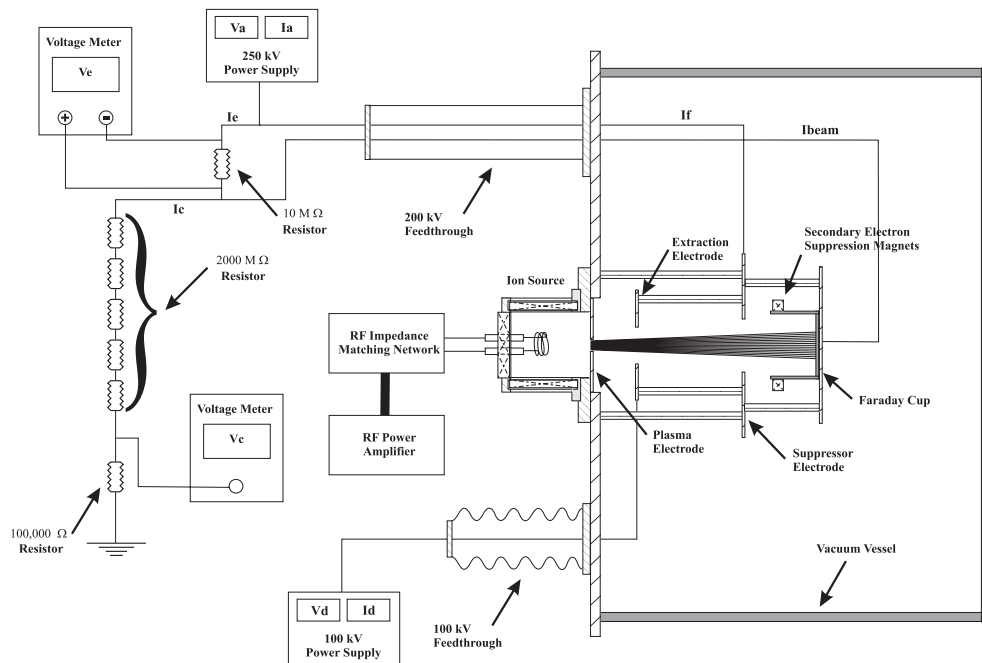 Voltage Meter
Ve
Va
Ia
250 kV
Power Supply
Ie
If
Ibeam
Ic
10 M Ω
Resistor
2000 M Ω
Resistor
200 kV
Feedthrough
Extraction
Electrode
Secondary Electron
Suppression Magnets
Ion Source
RF Impedance
Matching Network
RF Power
Amplifier
Voltage Meter
Vc
100,000 Ω
Resistor
Plasma
Electrode
Suppressor
Electrode
Faraday Cup
Vacuum Vessel
Vd
Id
100 kV
Power Supply
100 kV
Feedthrough